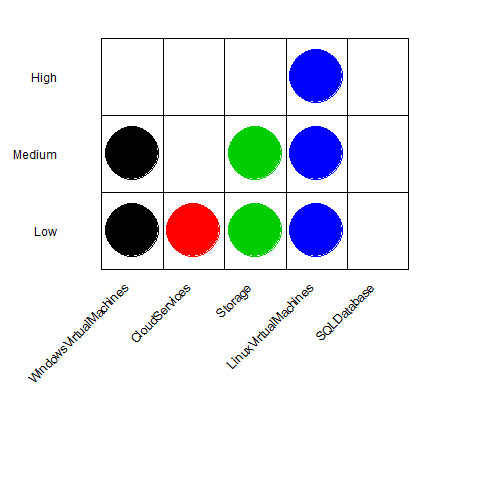 High
Medium
Low
WindowsVirtualMachines
CloudServices
Storage
LinuxVirtualMachines
SQLDatabase